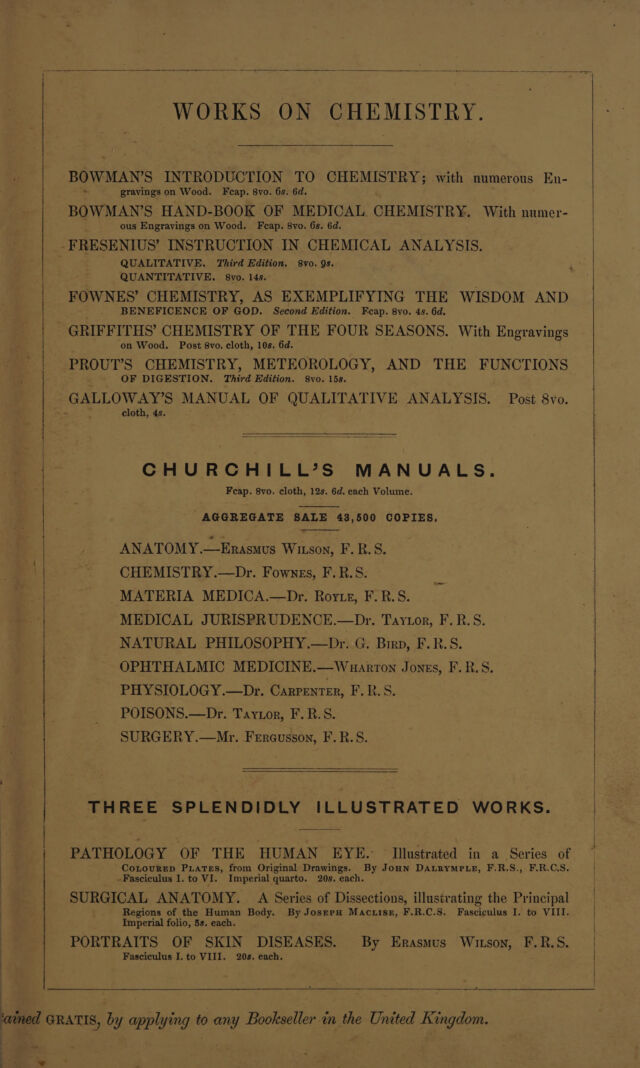 WORKS ON CHEMISTRY.
BOWMAN'S INTRODUCTION TO CHEMISTRY; with numerous En-
gravings on Wood. Fcap. 8vo. 6s. 6d.
BOWMAN'S HAND-BOOK OF MEDICAL CHEMISTRY. With numer-
ous Engravings on Wood. Fcap. 8vo. 6s. 6d.
FRESENIUS' INSTRUCTION IN CHEMICAL ANALYSIS.
QUALITATIVE. Third Edition. 8vo. 9s.
QUANTITATIVE. 8vo. 14s.
FOWNES' CHEMISTRY, AS EXEMPLIFYING THE WISDOM AND
BENEFICENCE OF GOD. Second Edition. Fcap. 8vo. 4s. 6d.
GRIFFITHS' CHEMISTRY OF THE FOUR SEASONS. With Engravings
on Wood. Post 8vo. cloth, 10s. 6d.
PROUT'S CHEMISTRY, METEOROLOGY, AND THE FUNCTIONS
OF DIGESTION. Third Edition. 8vo. 15s.
GALLOWAY'S MANUAL OF QUALITATIVE ANALYSIS. Post 8vo.
cloth, 4s.
CHURCHILL'S MANUALS.
Fcap. 8vo. cloth, 12s. 6d. each Volume.
AGGREGATE SALE 43,500 COPIES.
ANATOMY.—Erasmus Wilson, F.R.S.
CHEMISTRY.—Dr. Fownes, F.R.S.
MATERIA MEDICA.—Dr. Royle, F.R.S.
MEDICAL JURISPRUDENCE.—Dr. Taylor, F.R.S.
NATURAL PHILOSOPHY.—Dr. G. Bird, F.R.S.
OPHTHALMIC MEDICINE.—Wharton Jones, F.R.S.
PHYSIOLOGY.—Dr. Carpenter, F.R.S.
POISONS.—Dr. Taylor, F.R.S.
SURGERY.—Mr. Fergusson, F.R.S.
THREE SPLENDIDLY ILLUSTRATED WORKS.
PATHOLOGY OF THE HUMAN EYE. Illustrated in a Series of
Coloured Plates, from Original Drawings. By John Dalrymple, F.R.S., F.R.C.S.
Fasciculus I. to VI. Imperial quarto. 20s. each.
SURGICAL ANATOMY. A Series of Dissections, illustrating the Principal
Regions of the Human Body. By Joseph Maclise, F.R.C.S. Fasciculus I. to VIII.
Imperial folio, 5s. each.
PORTRAITS OF SKIN DISEASES. By Erasmus Wilson, F.R.S.
Fasciculus I. to VIII. 20s. each.
ained GRATIS, by applying to any Bookseller in the United Kingdom.